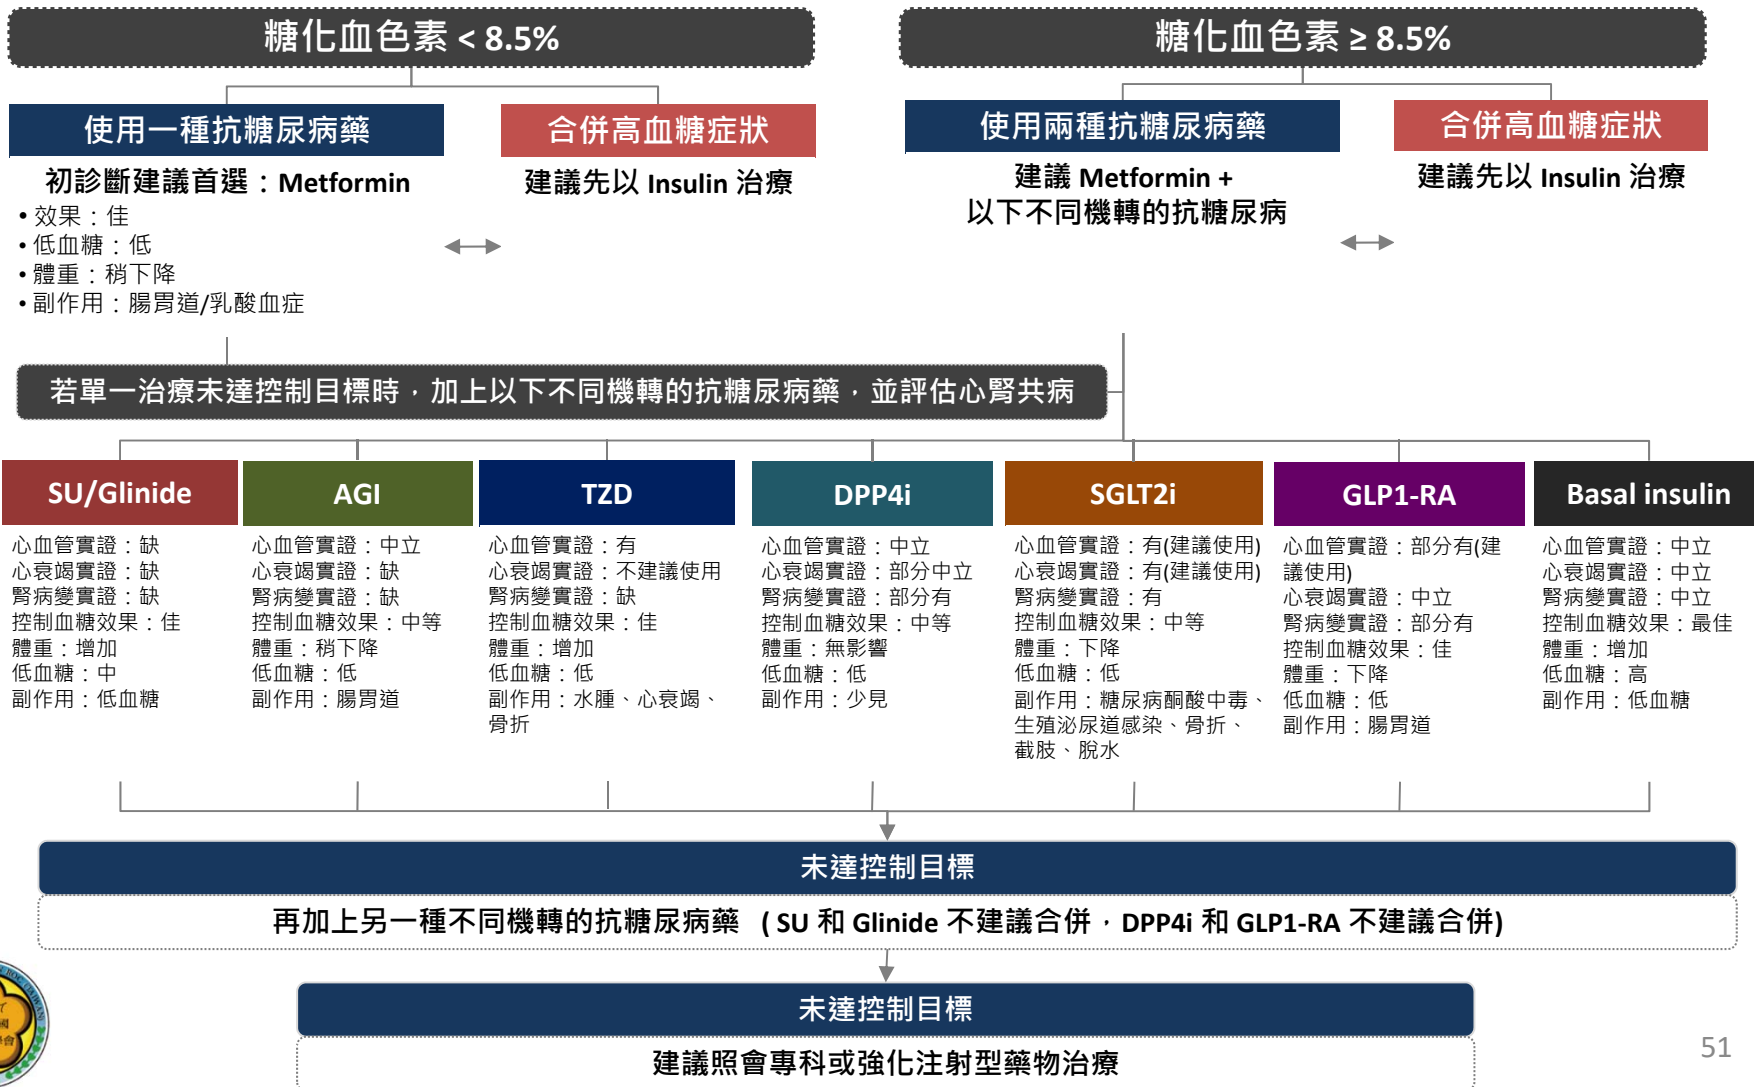 糖化血色素 < 8.5%
糖化血色素 ≥ 8.5%
使用一種抗糖尿病藥
合併高血糖症狀
使用兩種抗糖尿病藥
合併高血糖症狀
初診斷建議首選：Metformin
• 效果：佳
• 低血糖：低
• 體重：稍下降
• 副作用：腸胃道/乳酸血症
建議先以 Insulin 治療
建議 Metformin +
以下不同機轉的抗糖尿病
建議先以 Insulin 治療
若單一治療未達控制目標時，加上以下不同機轉的抗糖尿病藥，並評估心腎共病
SU/Glinide
心血管實證：缺
心衰竭實證：缺
腎病變實證：缺
控制血糖效果：佳
體重：增加
低血糖：中
副作用：低血糖
AGI
心血管實證：中立
心衰竭實證：缺
腎病變實證：缺
控制血糖效果：中等
體重：稍下降
低血糖：低
副作用：腸胃道
TZD
心血管實證：有
心衰竭實證：不建議使用
腎病變實證：缺
控制血糖效果：佳
體重：增加
低血糖：低
副作用：水腫、心衰竭、
骨折
DPP4i
心血管實證：中立
心衰竭實證：部分中立
腎病變實證：部分有
控制血糖效果：中等
體重：無影響
低血糖：低
副作用：少見
SGLT2i
心血管實證：有(建議使用)
心衰竭實證：有(建議使用)
腎病變實證：有
控制血糖效果：中等
體重：下降
低血糖：低
副作用：糖尿病酮酸中毒、
生殖泌尿道感染、骨折、
截肢、脫水
GLP1-RA
心血管實證：部分有(建
議使用)
心衰竭實證：中立
腎病變實證：部分有
控制血糖效果：佳
體重：下降
低血糖：低
副作用：腸胃道
Basal insulin
心血管實證：中立
心衰竭實證：中立
腎病變實證：中立
控制血糖效果：最佳
體重：增加
低血糖：高
副作用：低血糖
未達控制目標
再加上另一種不同機轉的抗糖尿病藥 ( SU 和 Glinide 不建議合併，DPP4i 和 GLP1-RA 不建議合併)
未達控制目標
建議照會專科或強化注射型藥物治療
51